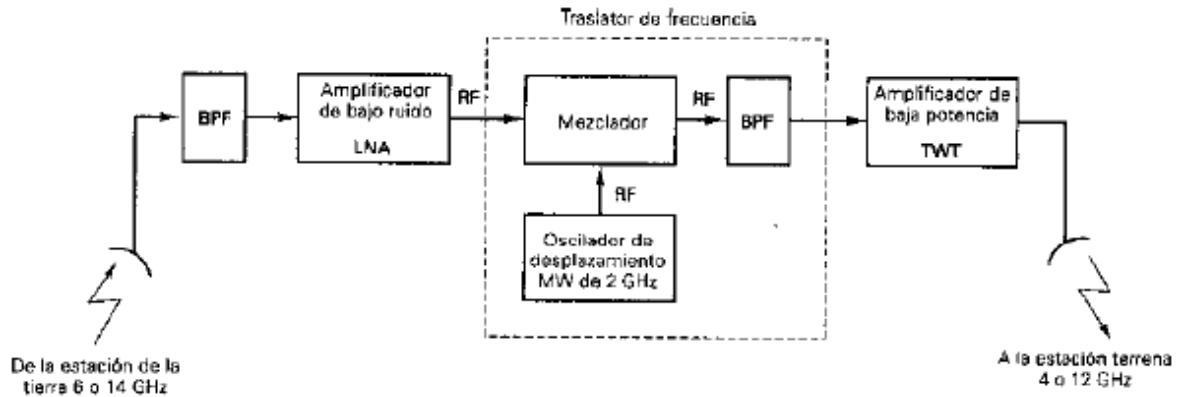 Traslator de frecuencia
BPF
Amplificador
de bajo ruido
LNA
RF
Mezclador
RF
BPF
Amplificador de
baja potencia
TWT
RF
Oscilador de
desplazamiento
MW de 2 GHz
De la estación de la
tierra 6 o 14 GHz
A la estación terrena
4 o 12 GHz